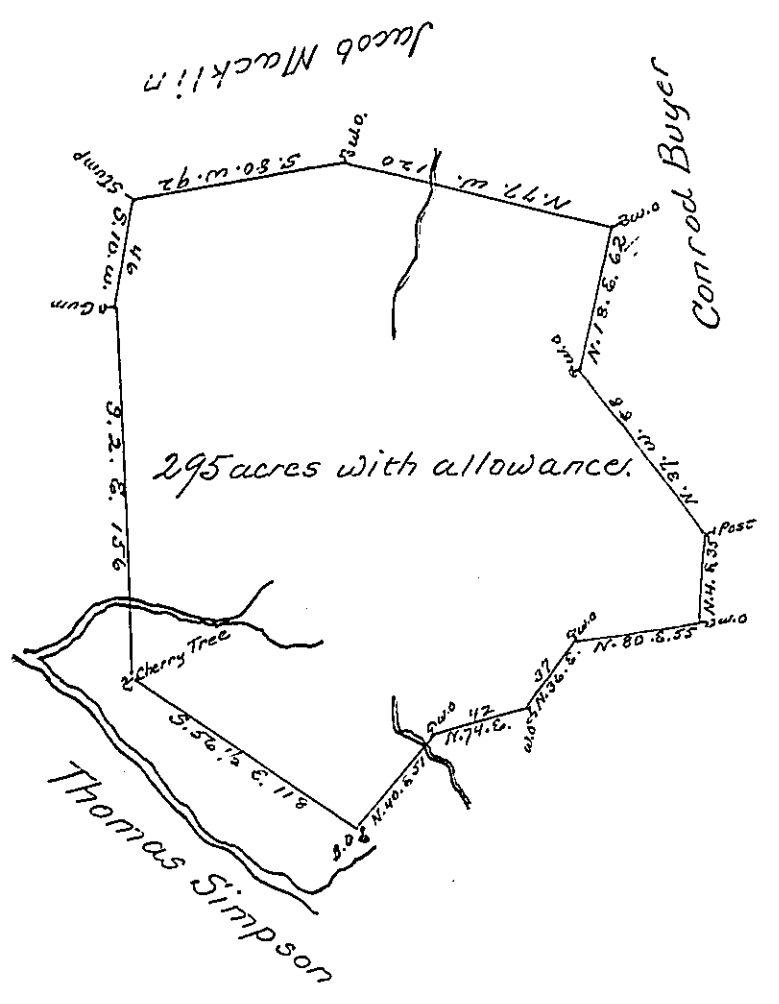 Jacob Macklin
Conrod Buyer
w.o.
S.80.w.92
N.77.w. 120
Stump
w.o
S.10.w. 46
N.18.E.62
Gum
w.o
N.37.w.88
295 acres with allowance.
S.2.E. 156
Post
N.4.E.35
w.o
w.o
N.80.E.55
N.36.E. 37
Cherry Tree
w.o
N.74.E. 42
w.o
S.52½.E.118
N.40.E.51
B.O
Thomas Simpson